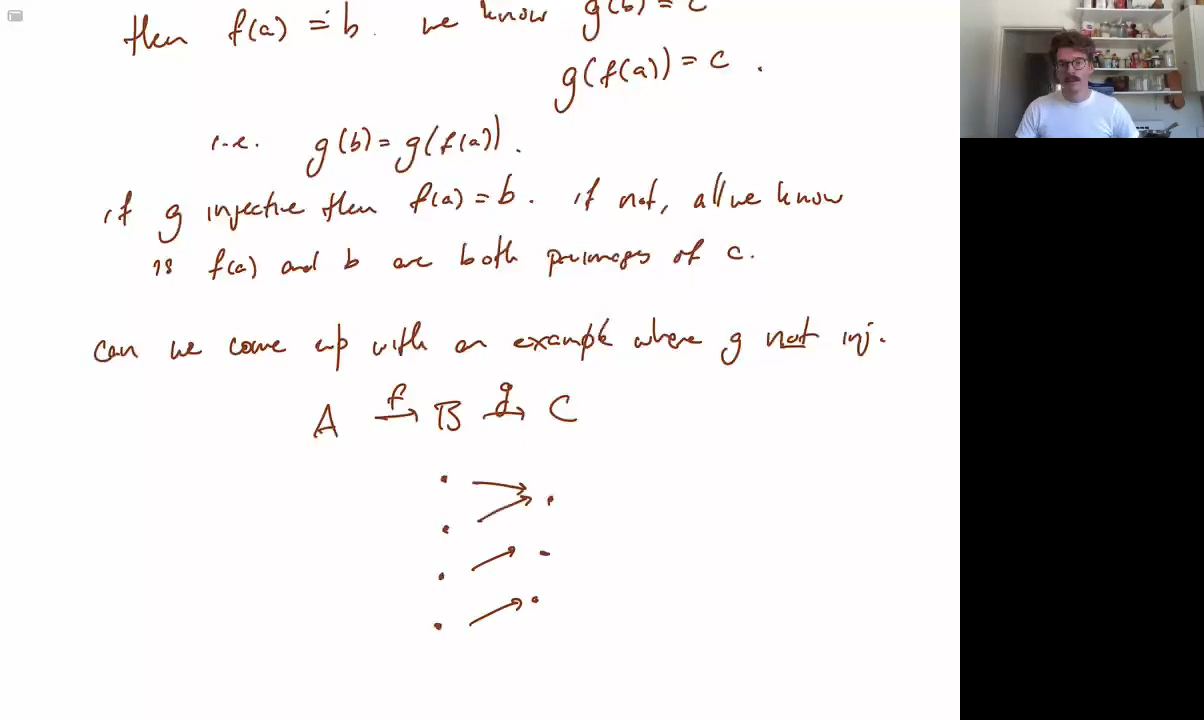 then f(a) = b. we know g(b) = c
g(f(a)) = c .
i.e. g(b) = g(f(a)).
if g injective then f(a) = b. if not, all we know
is f(a) and b are both preimages of c.
can we come up with an example where g not inj.
A f→ B g→ C